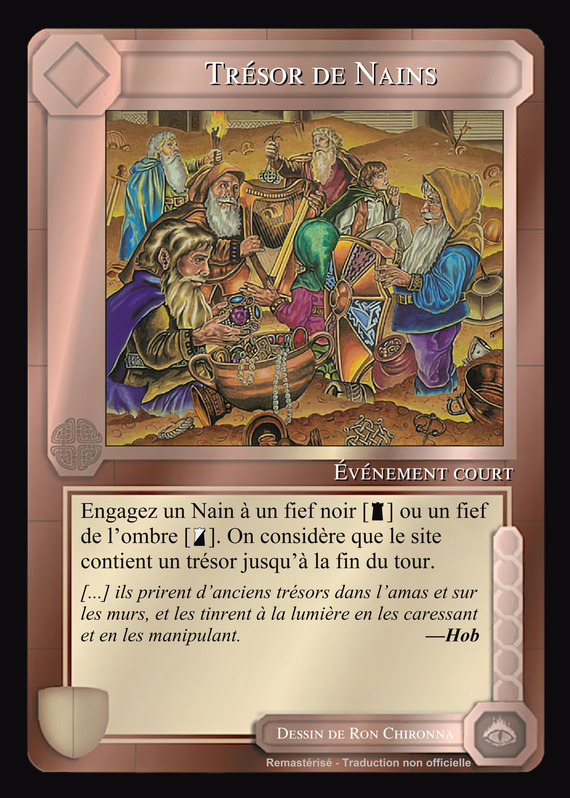 Trésor de Nains
Événement court
Engagez un Nain à un fief noir [ ] ou un fief
de l'ombre [ ]. On considère que le site
contient un trésor jusqu'à la fin du tour.
[...] ils prirent d'anciens trésors dans l'amas et sur
les murs, et les tinrent à la lumière en les caressant
et en les manipulant. —Hob
Dessin de Ron Chironna
Remastérisé - Traduction non officielle